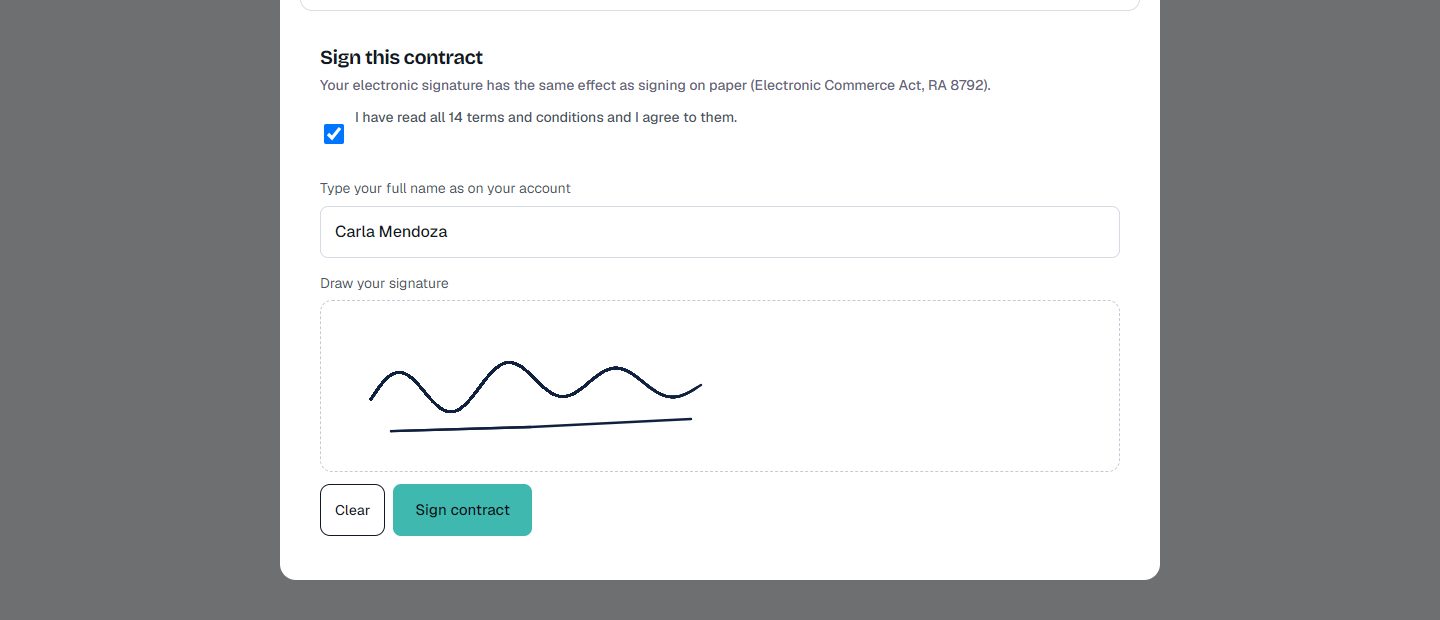 Sign this contract
Your electronic signature has the same effect as signing on paper (Electronic Commerce Act, RA 8792).
I have read all 14 terms and conditions and I agree to them.
Type your full name as on your account
Carla Mendoza
Draw your signature
Clear
Sign contract